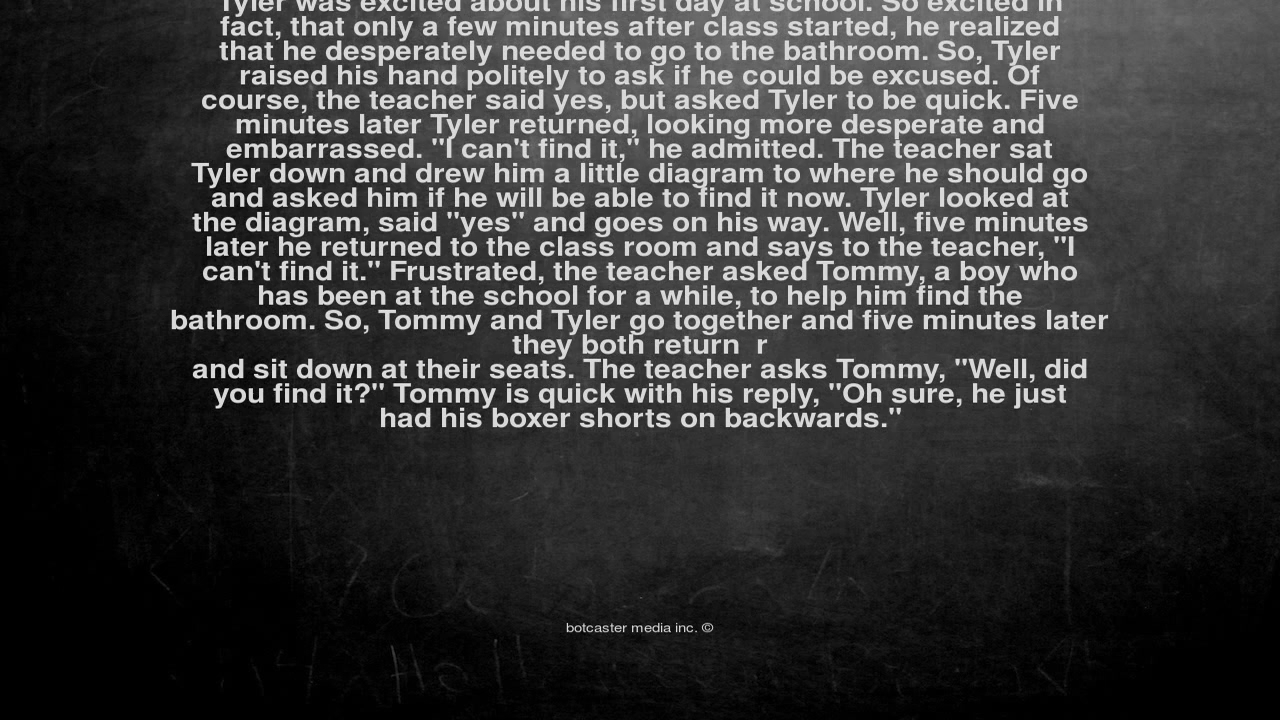 Tyler was excited about his first day at school. So excited in
fact, that only a few minutes after class started, he realized
that he desperately needed to go to the bathroom. So, Tyler
raised his hand politely to ask if he could be excused. Of
course, the teacher said yes, but asked Tyler to be quick. Five
minutes later Tyler returned, looking more desperate and
embarrassed. "I can't find it," he admitted. The teacher sat
Tyler down and drew him a little diagram to where he should go
and asked him if he will be able to find it now. Tyler looked at
the diagram, said "yes" and goes on his way. Well, five minutes
later he returned to the class room and says to the teacher, "I
can't find it." Frustrated, the teacher asked Tommy, a boy who
has been at the school for a while, to help him find the
bathroom. So, Tommy and Tyler go together and five minutes later
they both return  r
and sit down at their seats. The teacher asks Tommy, "Well, did
you find it?" Tommy is quick with his reply, "Oh sure, he just
had his boxer shorts on backwards."
botcaster media inc. ©